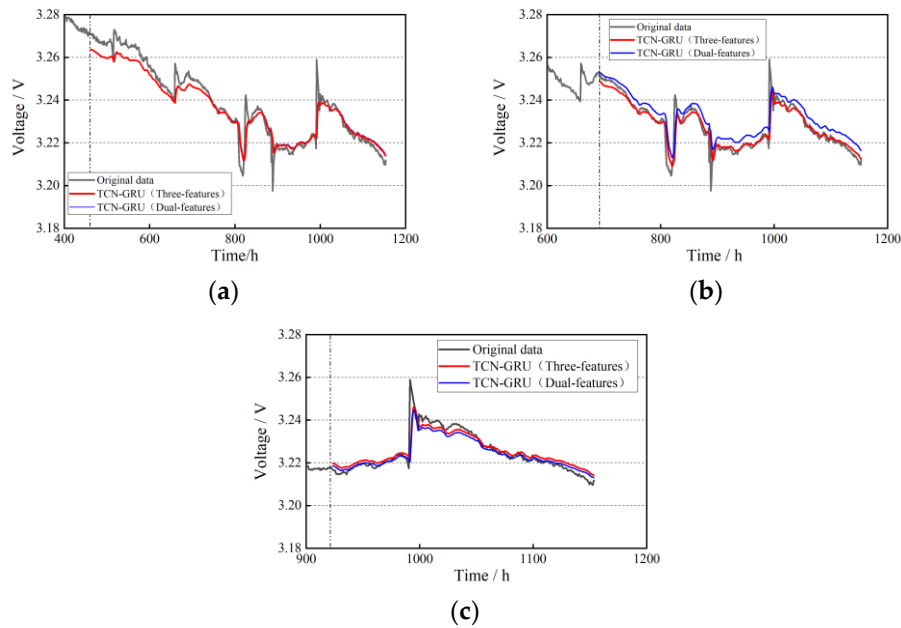 3.28
3.26
3.24
3.22
3.20
3.18
Voltage / V
Original data
TCN-GRU（Three-features）
TCN-GRU（Dual-features）
400
600
800
1000
1200
Time/h
(a)
3.28
3.26
3.24
3.22
3.20
3.18
Voltage / V
Original data
TCN-GRU（Three-features）
TCN-GRU（Dual-features）
600
800
1000
1200
Time / h
(b)
3.28
3.26
3.24
3.22
3.20
3.18
Voltage / V
Original data
TCN-GRU（Three-features）
TCN-GRU（Dual-features）
900
1000
1100
1200
Time / h
(c)